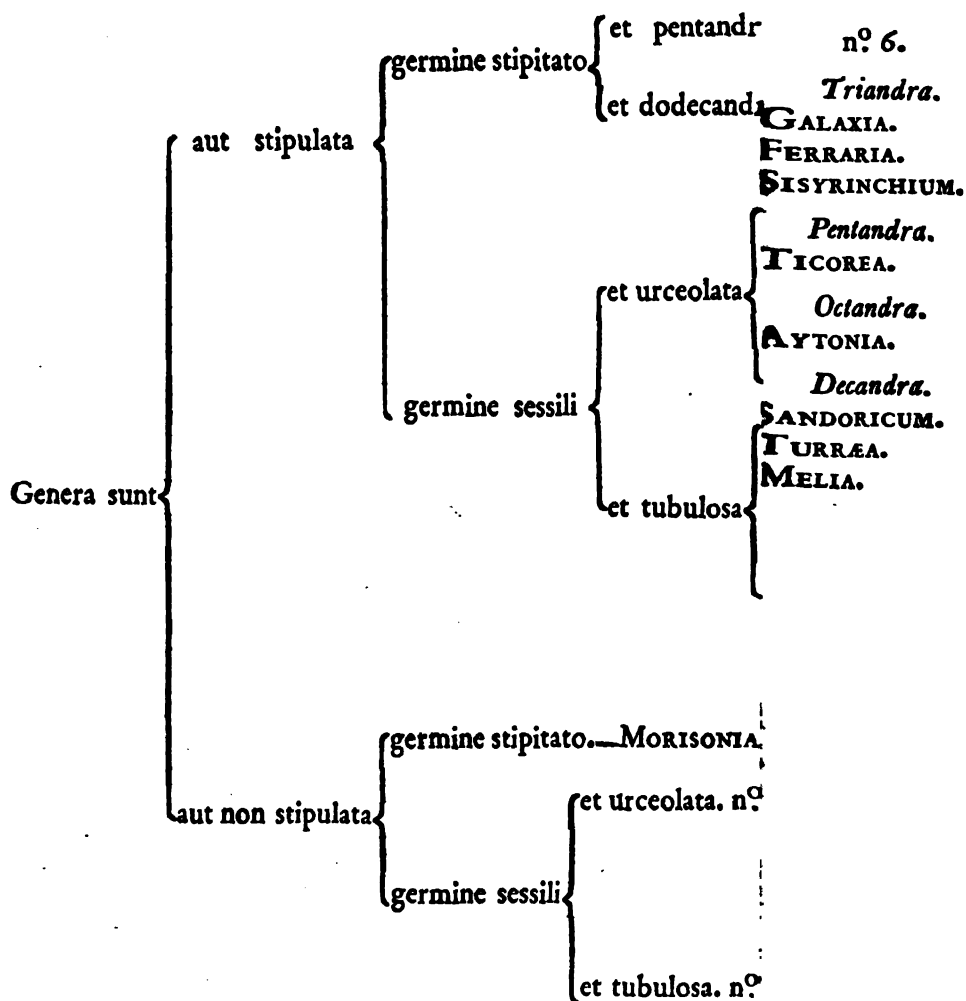 et pentandr
n.º 6.
germine stipitato
Triandra.
et dodecand
GALAXIA.
aut stipulata
FERRARIA.
SISYRINCHIUM.
Pentandra.
TICOREA.
et urceolata
Octandra.
AYTONIA.
Decandra.
germine sessili
SANDORICUM.
TURRÆA.
MELIA.
Genera sunt
et tubulosa
germine stipitato.—MORISONIA
et urceolata. n.º
aut non stipulata
germine sessili
et tubulosa. n.º